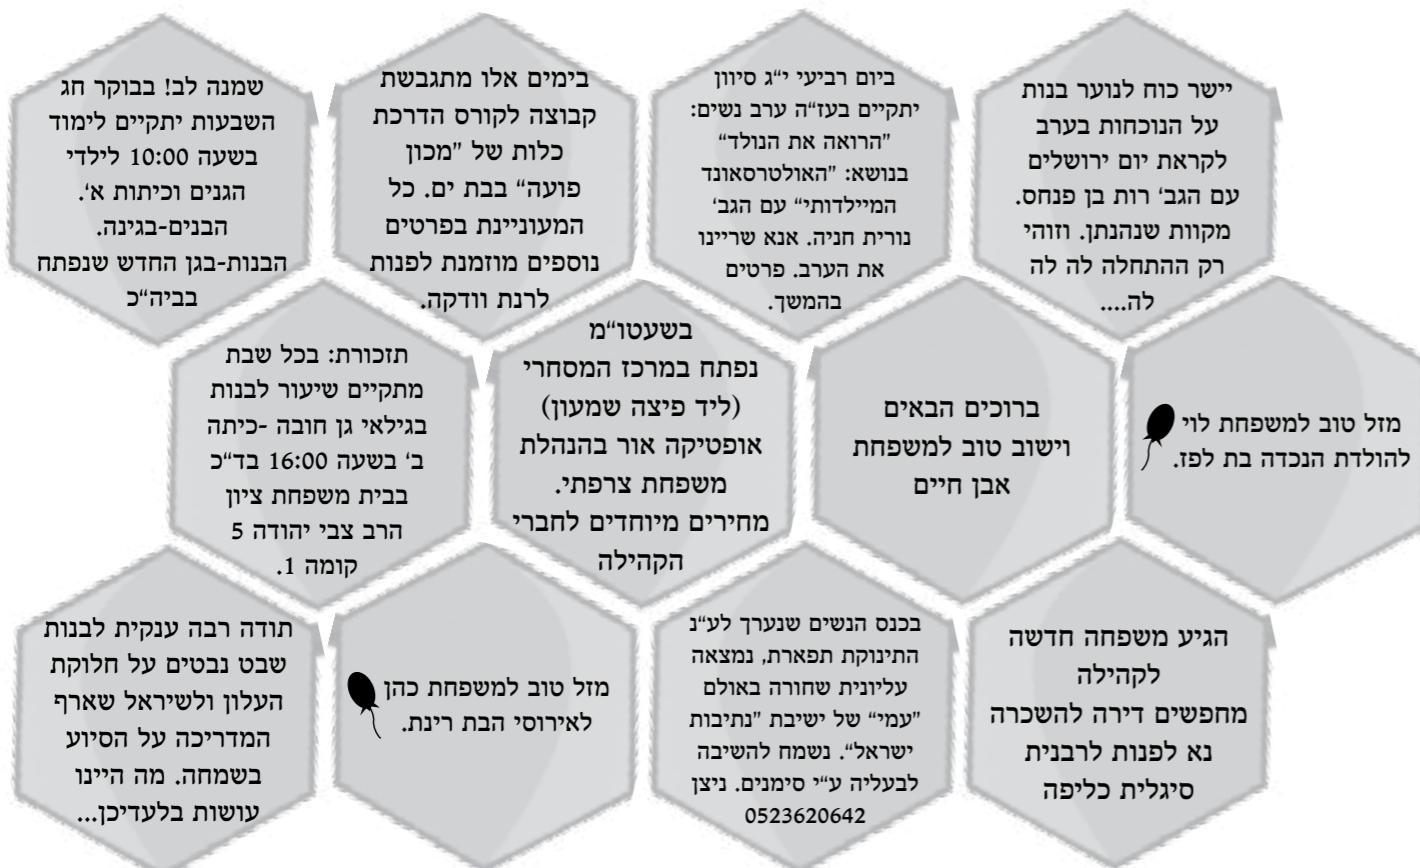 יישר כוח לנוער בנות
על הנוכחות בערב
לקראת יום ירושלים
עם הגב' רות בן פנחס.
מקוות שנהנתן. וזוהי
רק ההתחלה לה לה
לה....
ביום רביעי י"ג סיוון
יתקיים בעז"ה ערב נשים:
"הרואה את הנולד"
בנושא: "האולטרסאונד
המיילדותי" עם הגב'
נורית חניה. אנא שריינו
את הערב. פרטים
בהמשך.
בימים אלו מתגבשת
קבוצה לקורס הדרכת
כלות של "מכון
פועה" בבת ים. כל
המעוניינת בפרטים
נוספים מוזמנת לפנות
לרנת וודקה.
שמנה לב! בבוקר חג
השבעות יתקיים לימוד
בשעה 10:00 לילדי
הגנים וכיתות א'.
הבנים-בגינה.
הבנות-בגן החדש שנפתח
בביה"כ
מזל טוב למשפחת לוי
להולדת הנכדה בת לפז.
ברוכים הבאים
וישוב טוב למשפחת
אבן חיים
בשעטו"מ
נפתח במרכז המסחרי
(ליד פיצה שמעון)
אופטיקה אור בהנהלת
משפחת צרפתי.
מחירים מיוחדים לחברי
הקהילה
תזכורת: בכל שבת
מתקיים שיעור לבנות
בגילאי גן חובה -כיתה
ב' בשעה 16:00 בד"כ
בבית משפחת ציון
הרב צבי יהודה 5
קומה 1.
הגיע משפחה חדשה
לקהילה
מחפשים דירה להשכרה
נא לפנות לרבנית
סיגלית כליפה
בכנס הנשים שנערך לע"נ
התינוקת תפארת, נמצאה
עליונית שחורה באולם
"עמי" של ישיבת "נתיבות
ישראל". נשמח להשיבה
לבעליה ע"י סימנים. ניצן
0523620642
מזל טוב למשפחת כהן
לאירוסי הבת רינת.
תודה רבה ענקית לבנות
שבט נבטים על חלוקת
העלון ולשיראל שארף
המדריכה על הסיוע
בשמחה. מה היינו
עושות בלעדיכן...